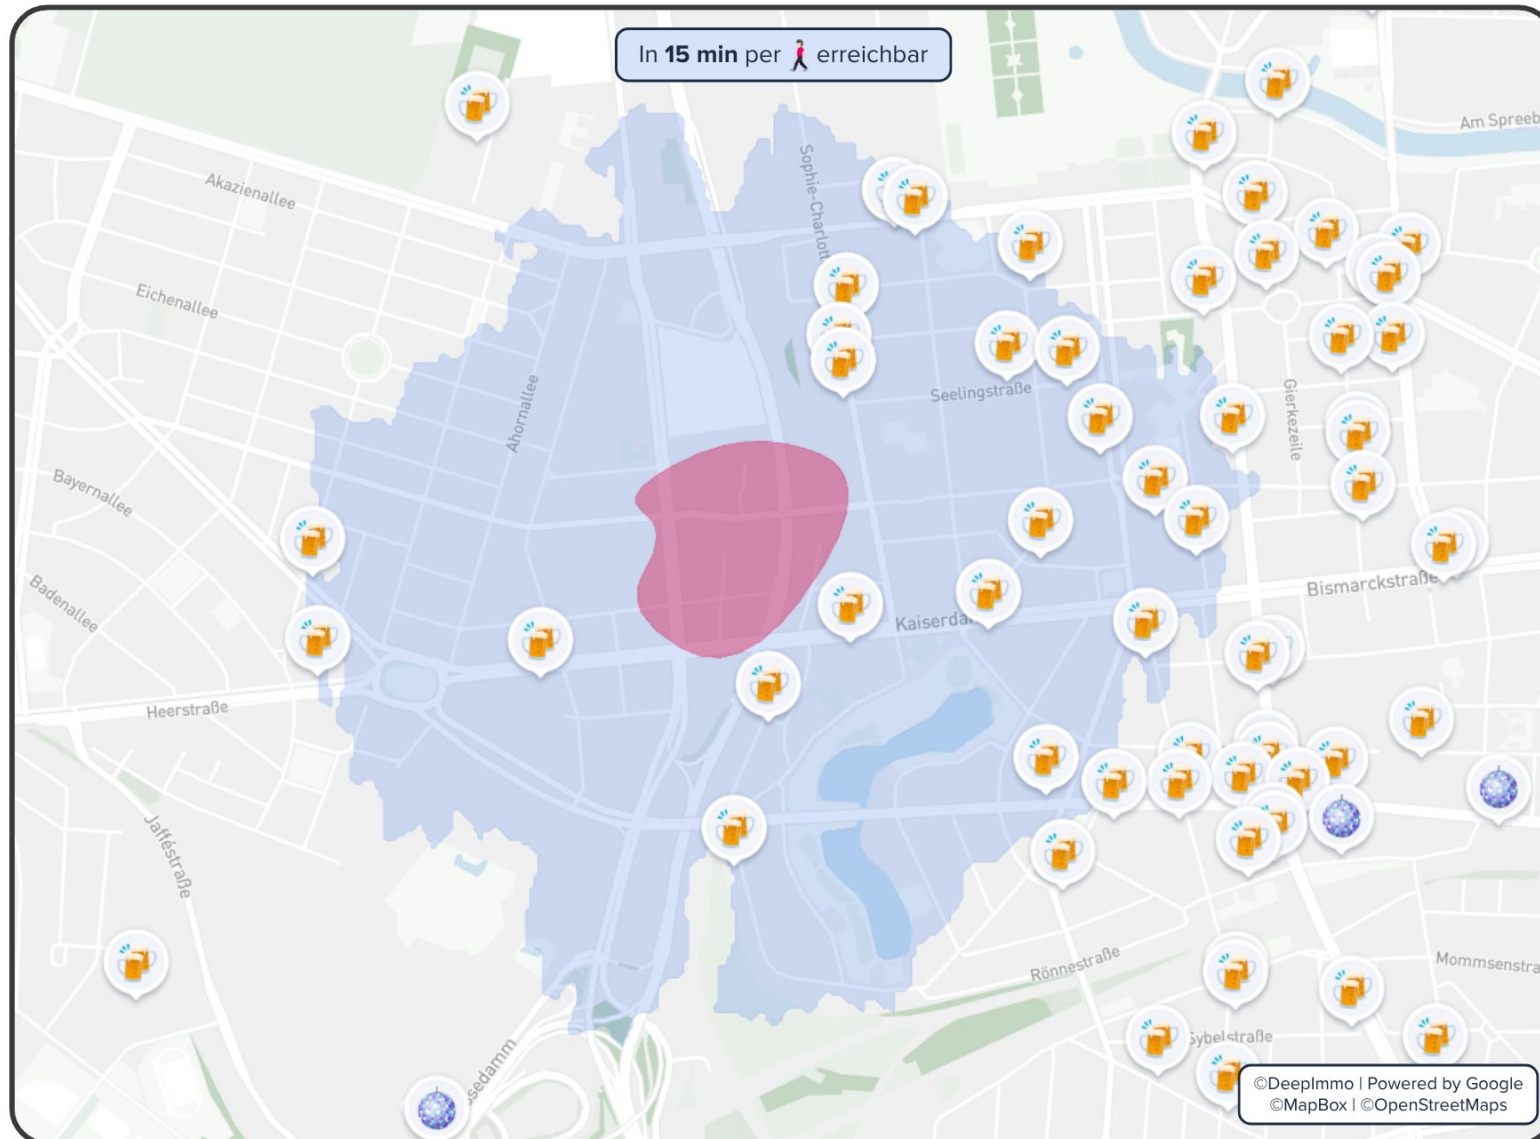 In 15 min per erreichbar
Am Spreeb
Akazienallee
Sophie-Charlott
Eichenallee
Ahornallee
Seelingstraße
Gierkezeile
Bayernallee
Badenallee
Bismarckstraße
Kaiserda
Heerstraße
Jafféstraße
Rönnestraße
Mommsenstra
Sybelstraße
ssedamm
©DeepImmo | Powered by Google
©MapBox | ©OpenStreetMaps